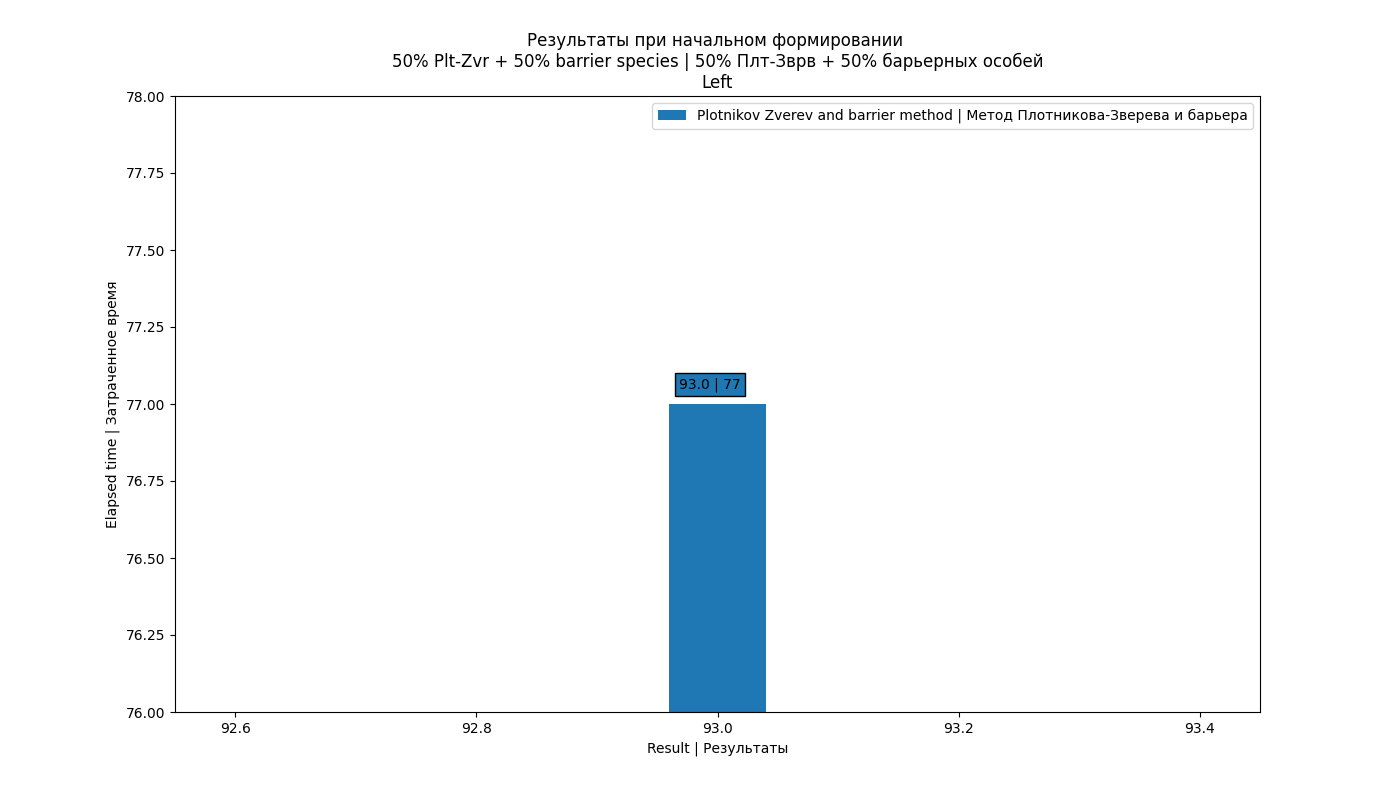 Результаты при начальном формировании
50% Plt-Zvr + 50% barrier species | 50% Плт-Зврв + 50% барьерных особей
Left
Plotnikov Zverev and barrier method | Метод Плотникова-Зверева и барьера
78.00
77.75
77.50
77.25
77.00
76.75
76.50
76.25
76.00
Elapsed time | Затраченное время
93.0 | 77
92.6
92.8
93.0
93.2
93.4
Result | Результаты